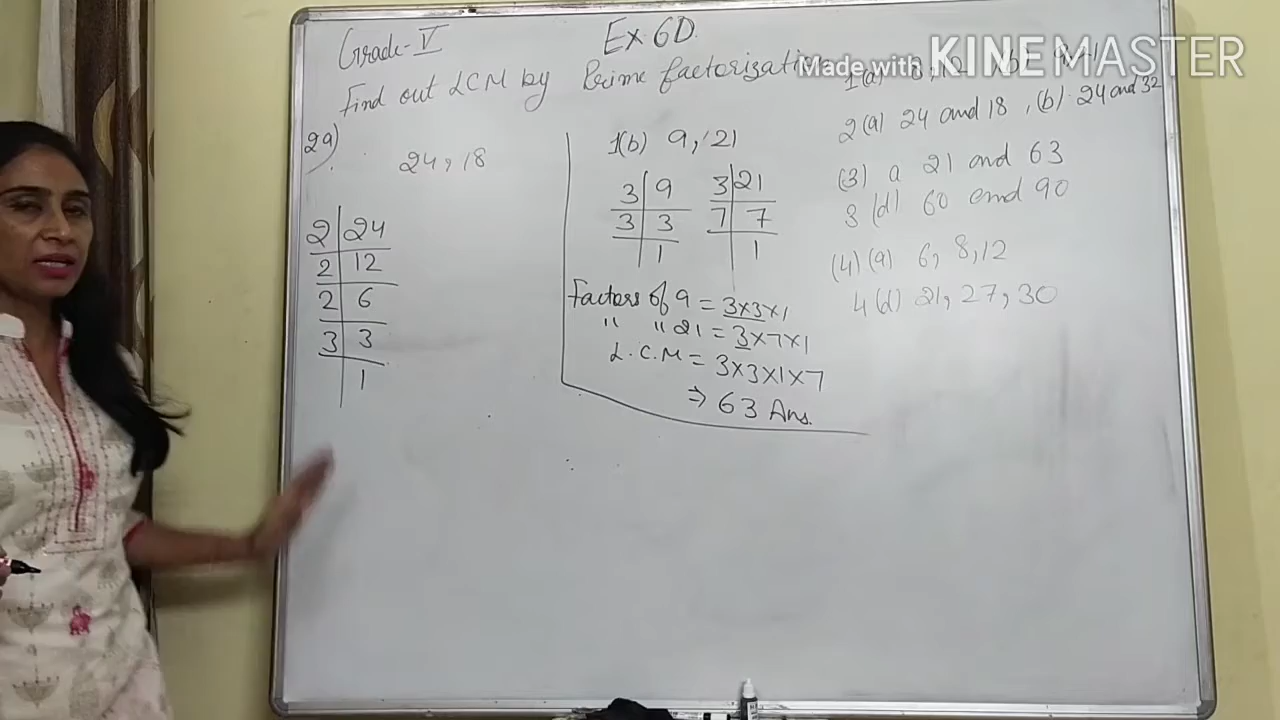 Grade-V
Ex 6D.
Find out LCM by Prime factorization
Made with KINEMASTER
2a)
24, 18
2 | 24
2 | 12
2 | 6
3 | 3
| 1
1(b) 9, 21
3 | 9
3 | 3
| 1
3 | 21
7 | 7
| 1
Factors of 9 = 3x3x1
" " 21 = 3x7x1
L.C.M = 3x3x1x7
⇒ 63 Ans.
1(a) 8, 12 (b)
2(a) 24 and 18, (b) 24 and 32
(3) a 21 and 63
3 (d) 60 and 90
(4) (a) 6, 8, 12
4 (d) 21, 27, 30